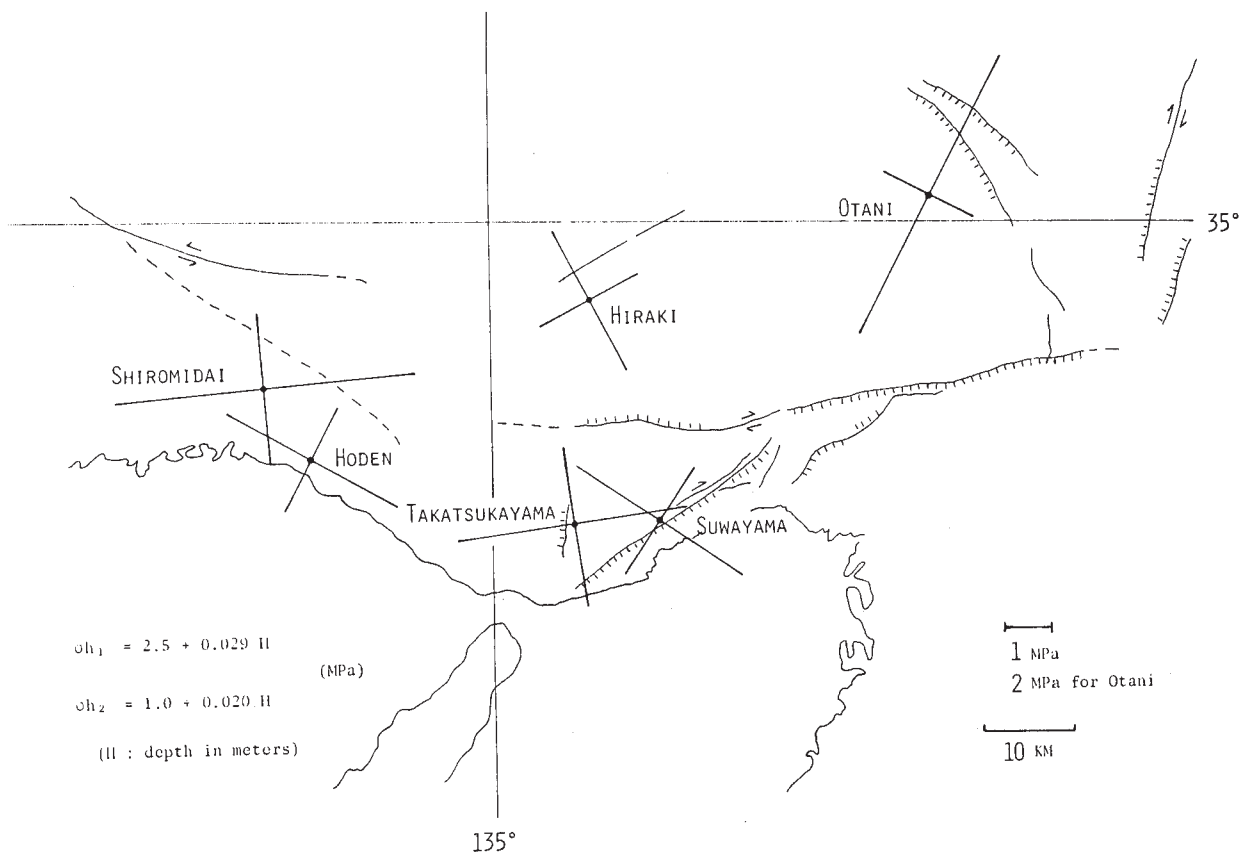 OTANI
35°
HIRAKI
SHIROMIDAI
HODEN
TAKATSUKAYAMA
SUWAYAMA
σh₁ = 2.5 + 0.029 H
(MPa)
σh₂ = 1.0 + 0.020 H
(H : depth in meters)
1 MPa
2 MPa for Otani
10 KM
135°